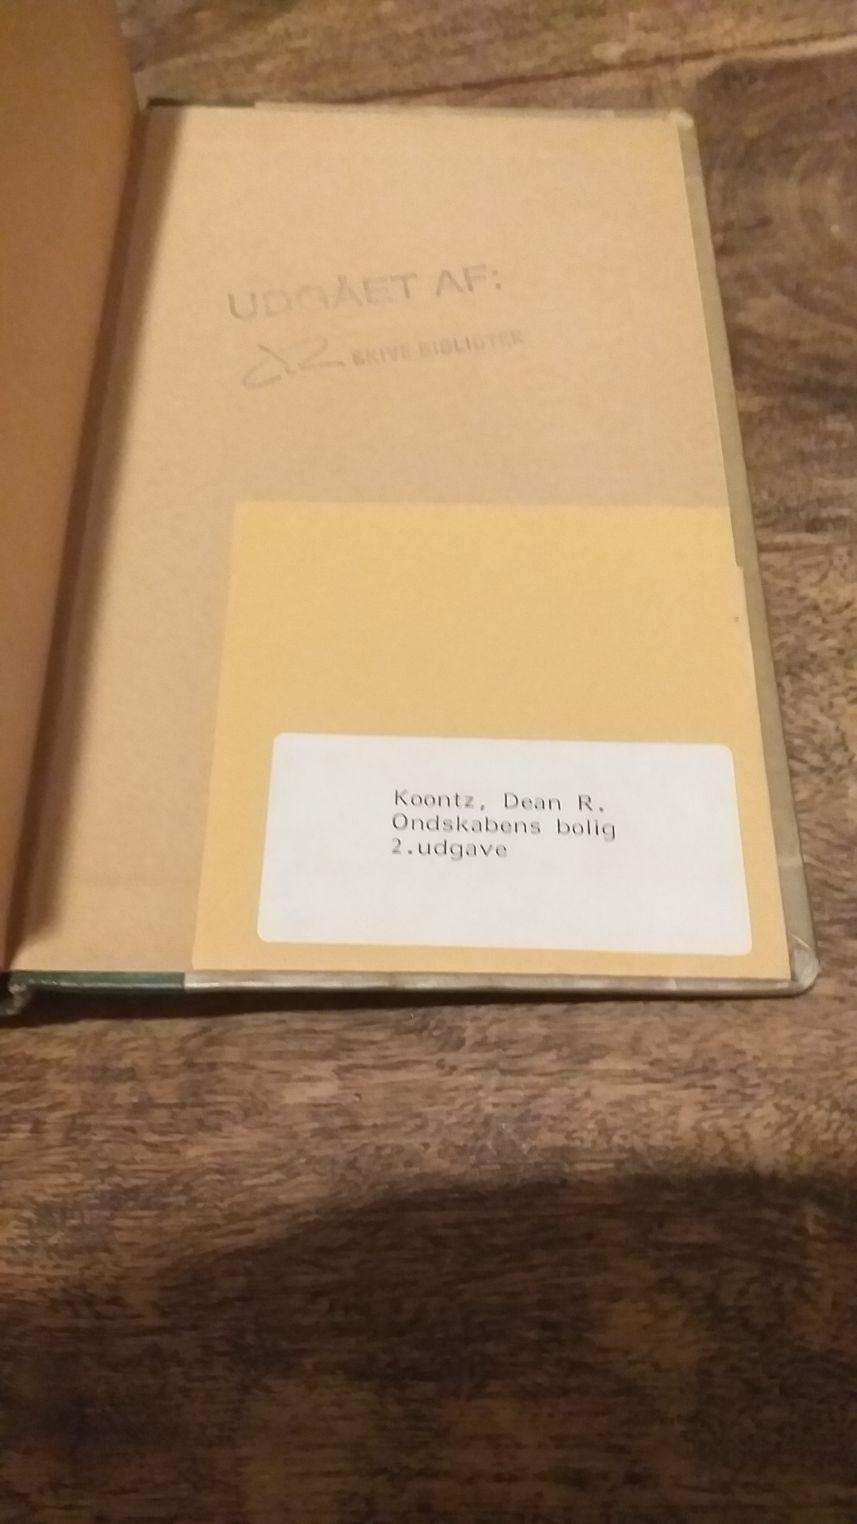 UDGÅET AF:
SKIVE BIBLIOTEK
Koontz, Dean R.
Ondskabens bolig
2.udgave